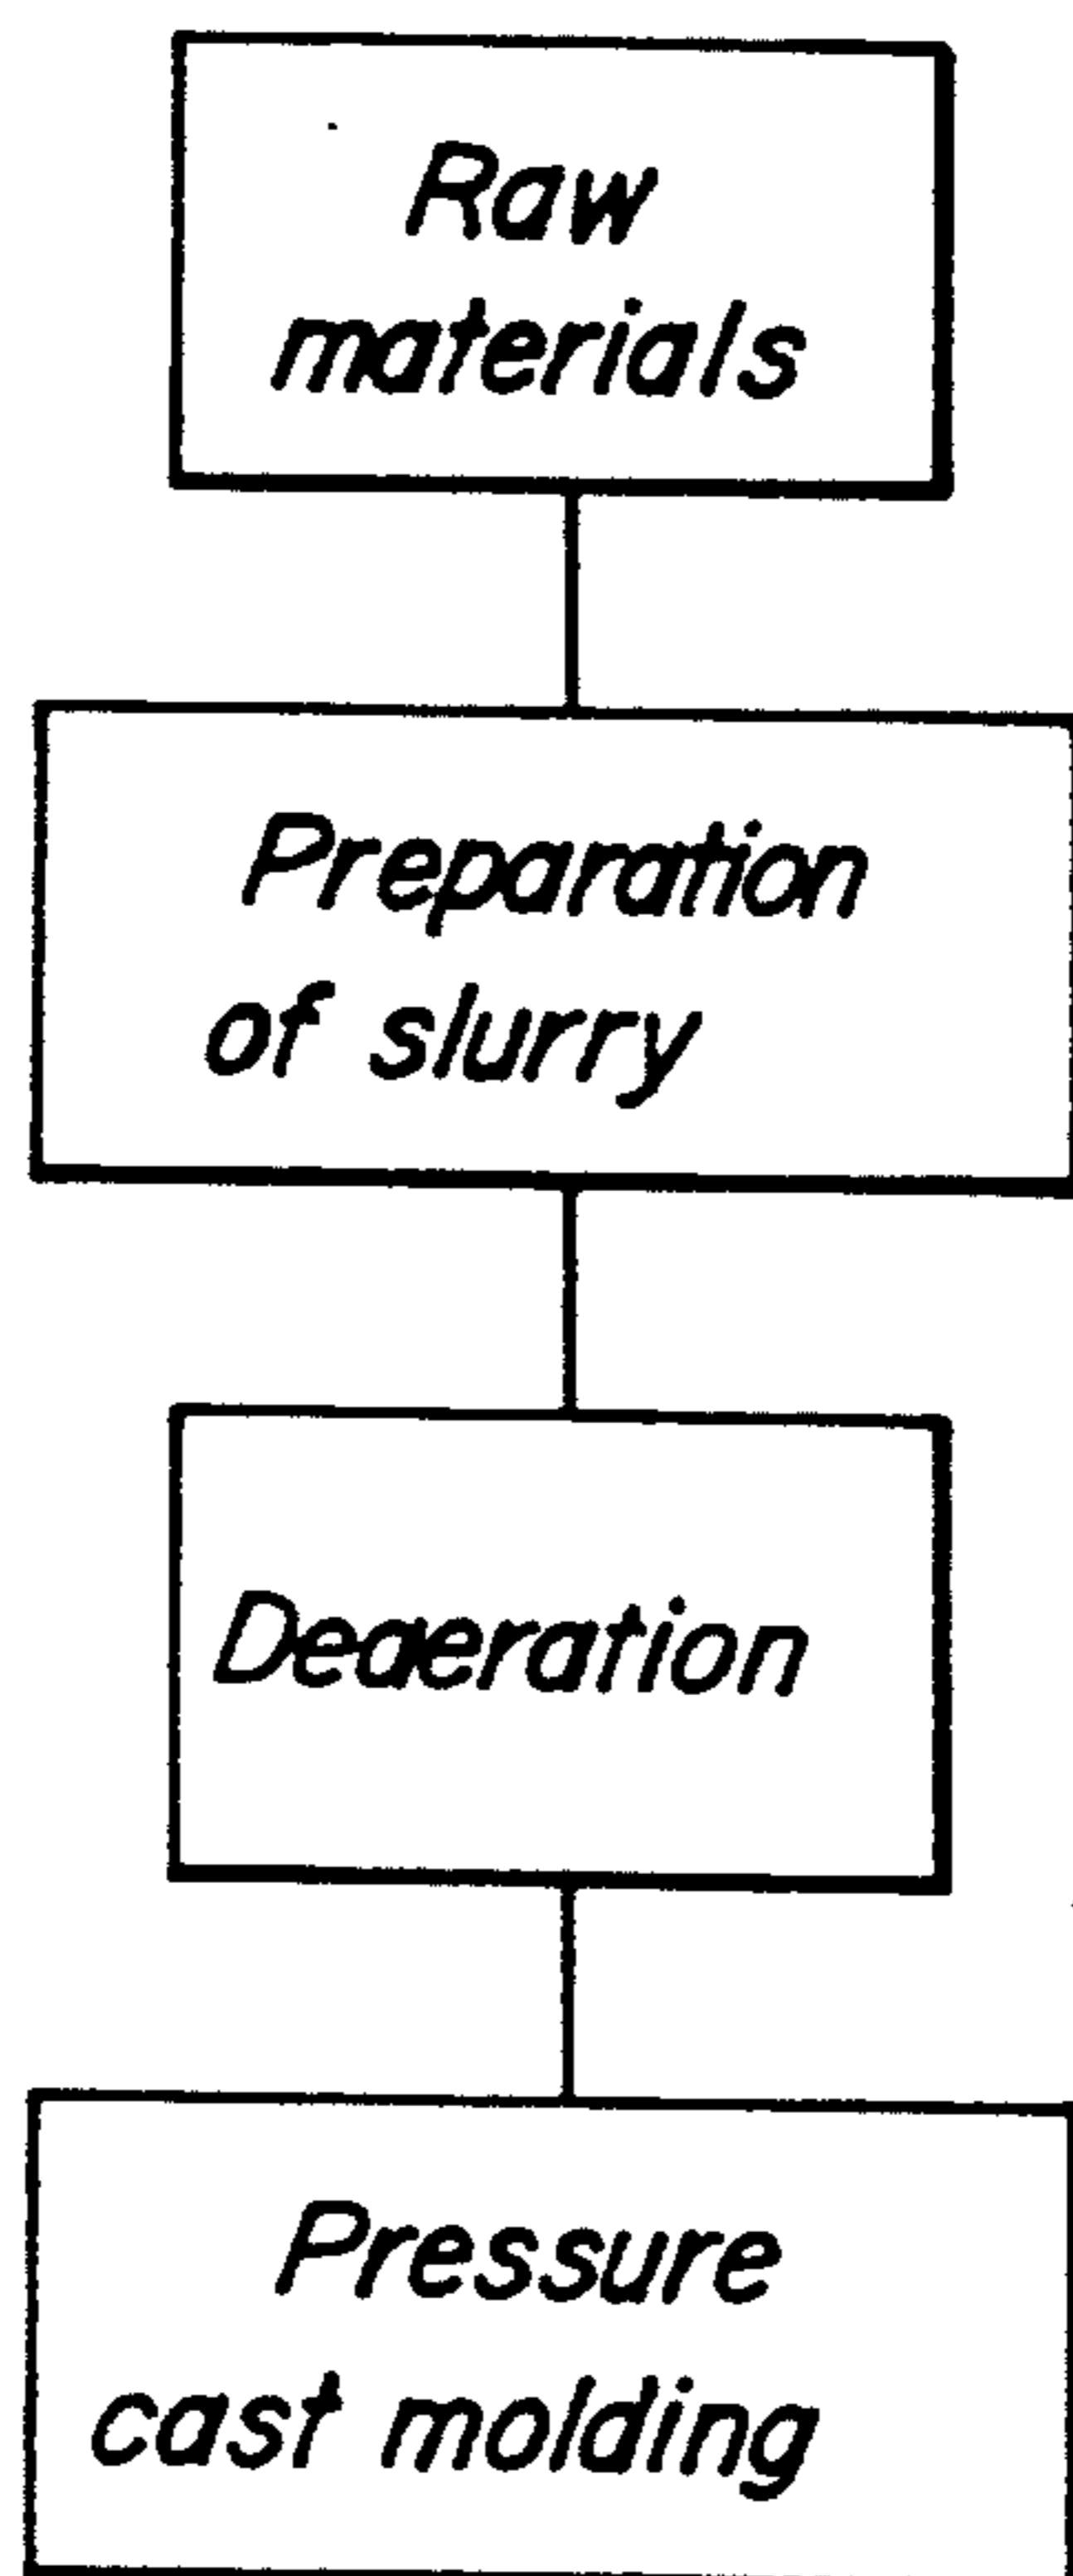 Raw
materials
Preparation
of slurry
Deaeration
Pressure
cast molding